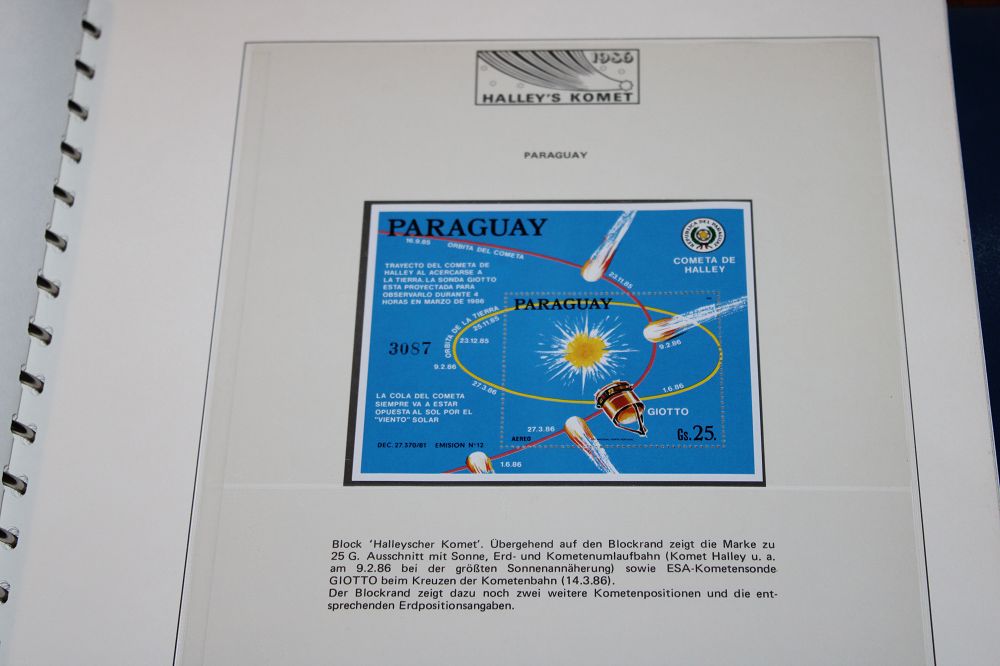 1986
HALLEY'S KOMET
PARAGUAY
PARAGUAY
REPUBLICA DEL PARAGUAY
COMETA DE
HALLEY
16.9.85
ORBITA DEL COMETA
TRAYECTO DEL COMETA DE
HALLEY AL ACERCARSE A
LA TIERRA. LA SONDA GIOTTO
ESTA PROYECTADA PARA
OBSERVARLO DURANTE 4
HORAS EN MARZO DE 1986
23.11.85
PARAGUAY
ORBITA DE LA TIERRA
25.11.85
23.12.85
3087
9.2.86
9.2.86
27.3.86
1.6.86
LA COLA DEL COMETA
SIEMPRE VA A ESTAR
OPUESTA AL SOL POR EL
"VIENTO" SOLAR
GIOTTO
27.3.86
AEREO
Gs. 25.
DEC. 27.370/81 EMISION Nº 12
1.6.86
Block 'Halleyscher Komet'. Übergehend auf den Blockrand zeigt die Marke zu
25 G. Ausschnitt mit Sonne, Erd- und Kometenumlaufbahn (Komet Halley u. a.
am 9.2.86 bei der größten Sonnenannäherung) sowie ESA-Kometensonde
GIOTTO beim Kreuzen der Kometenbahn (14.3.86).
Der Blockrand zeigt dazu noch zwei weitere Kometenpositionen und die ent-
sprechenden Erdpositionsangaben.